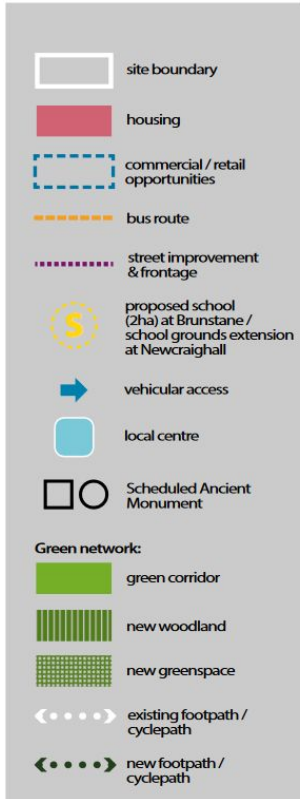 site boundary
housing
commercial / retail
opportunities
bus route
street improvement
& frontage
S
proposed school
(2ha) at Brunstane /
school grounds extension
at Newcraighall
vehicular access
local centre
Scheduled Ancient
Monument
Green network:
green corridor
new woodland
new greenspace
existing footpath /
cyclepath
new footpath /
cyclepath